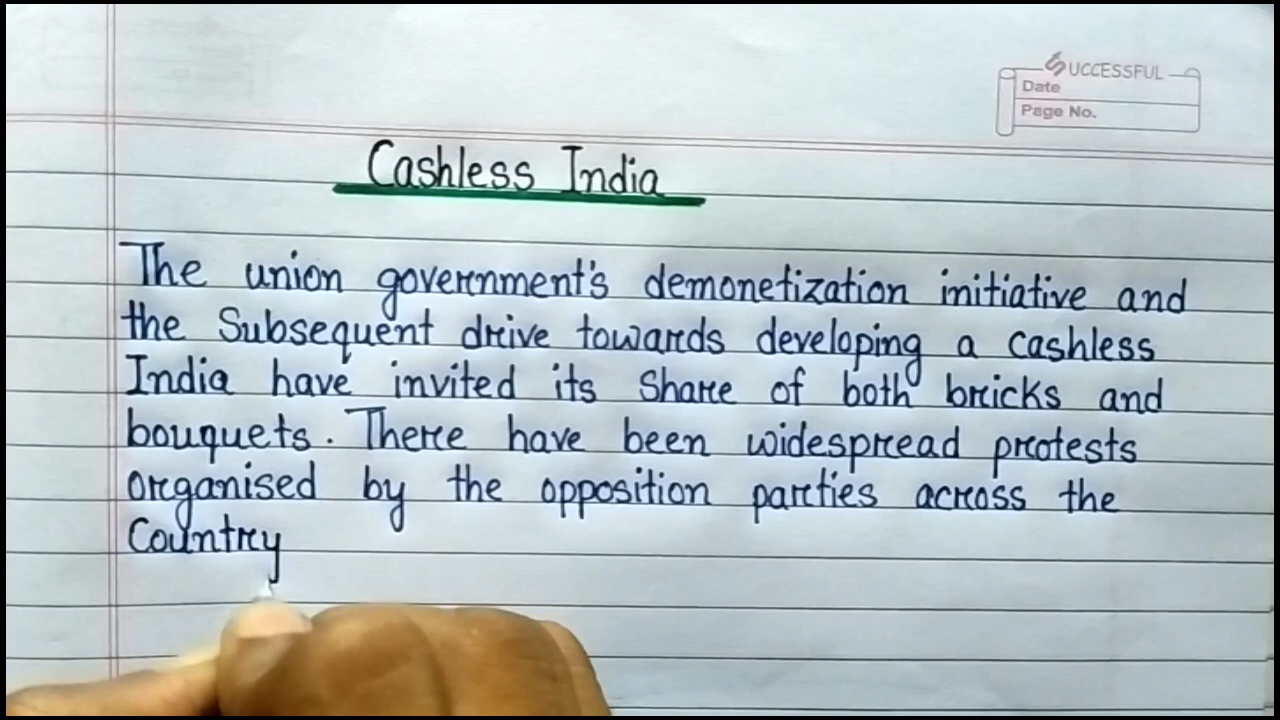 SUCCESSFUL
Date
Page No.
Cashless India
The union government's demonetization initiative and
the Subsequent drive towards developing a cashless
India have invited its Share of both bricks and
bouquets. There have been widespread protests
organised by the opposition parties across the
Country